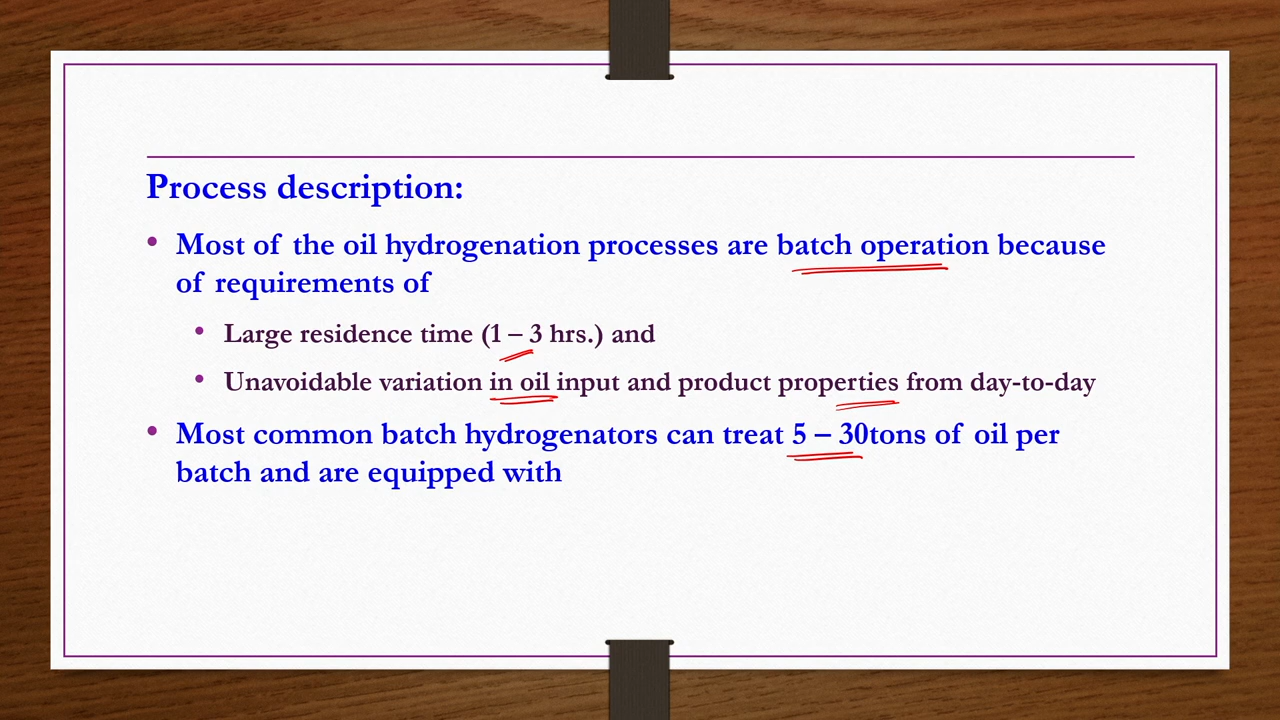 Process description:
• Most of the oil hydrogenation processes are batch operation because
of requirements of
• Large residence time (1 – 3 hrs.) and
• Unavoidable variation in oil input and product properties from day-to-day
• Most common batch hydrogenators can treat 5 – 30tons of oil per
batch and are equipped with